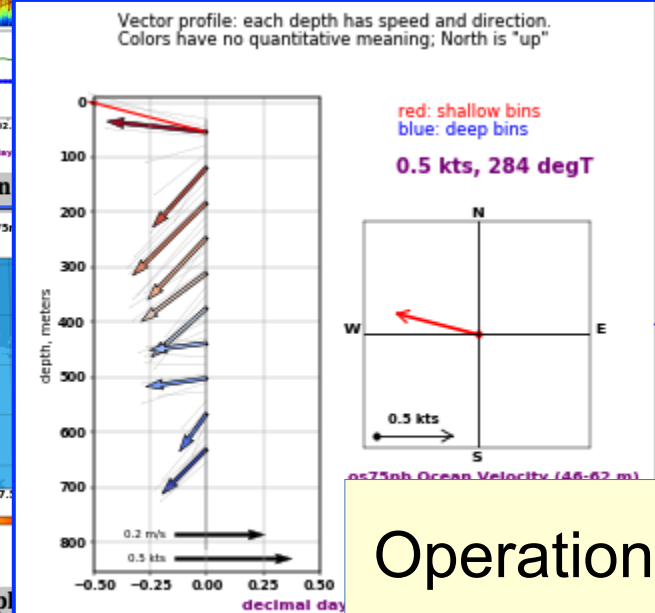 Vector profile: each depth has speed and direction.
Colors have no quantitative meaning; North is "up"
red: shallow bins
blue: deep bins
0.5 kts, 284 degT
0
100
200
300
400
500
600
700
800
depth, meters
0.2 m/s
0.5 kts
−0.50 −0.25 0.00 0.25 0.50
decimal day
N
W
E
S
0.5 kts
os75nb Ocean Velocity (46-62 m)
Operation